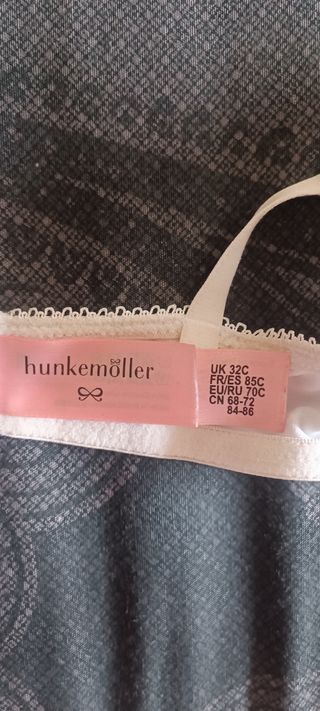 hunkemöller
UK 32C
FR/ES 85C
EU/RU 70C
CN 68-72
84-86